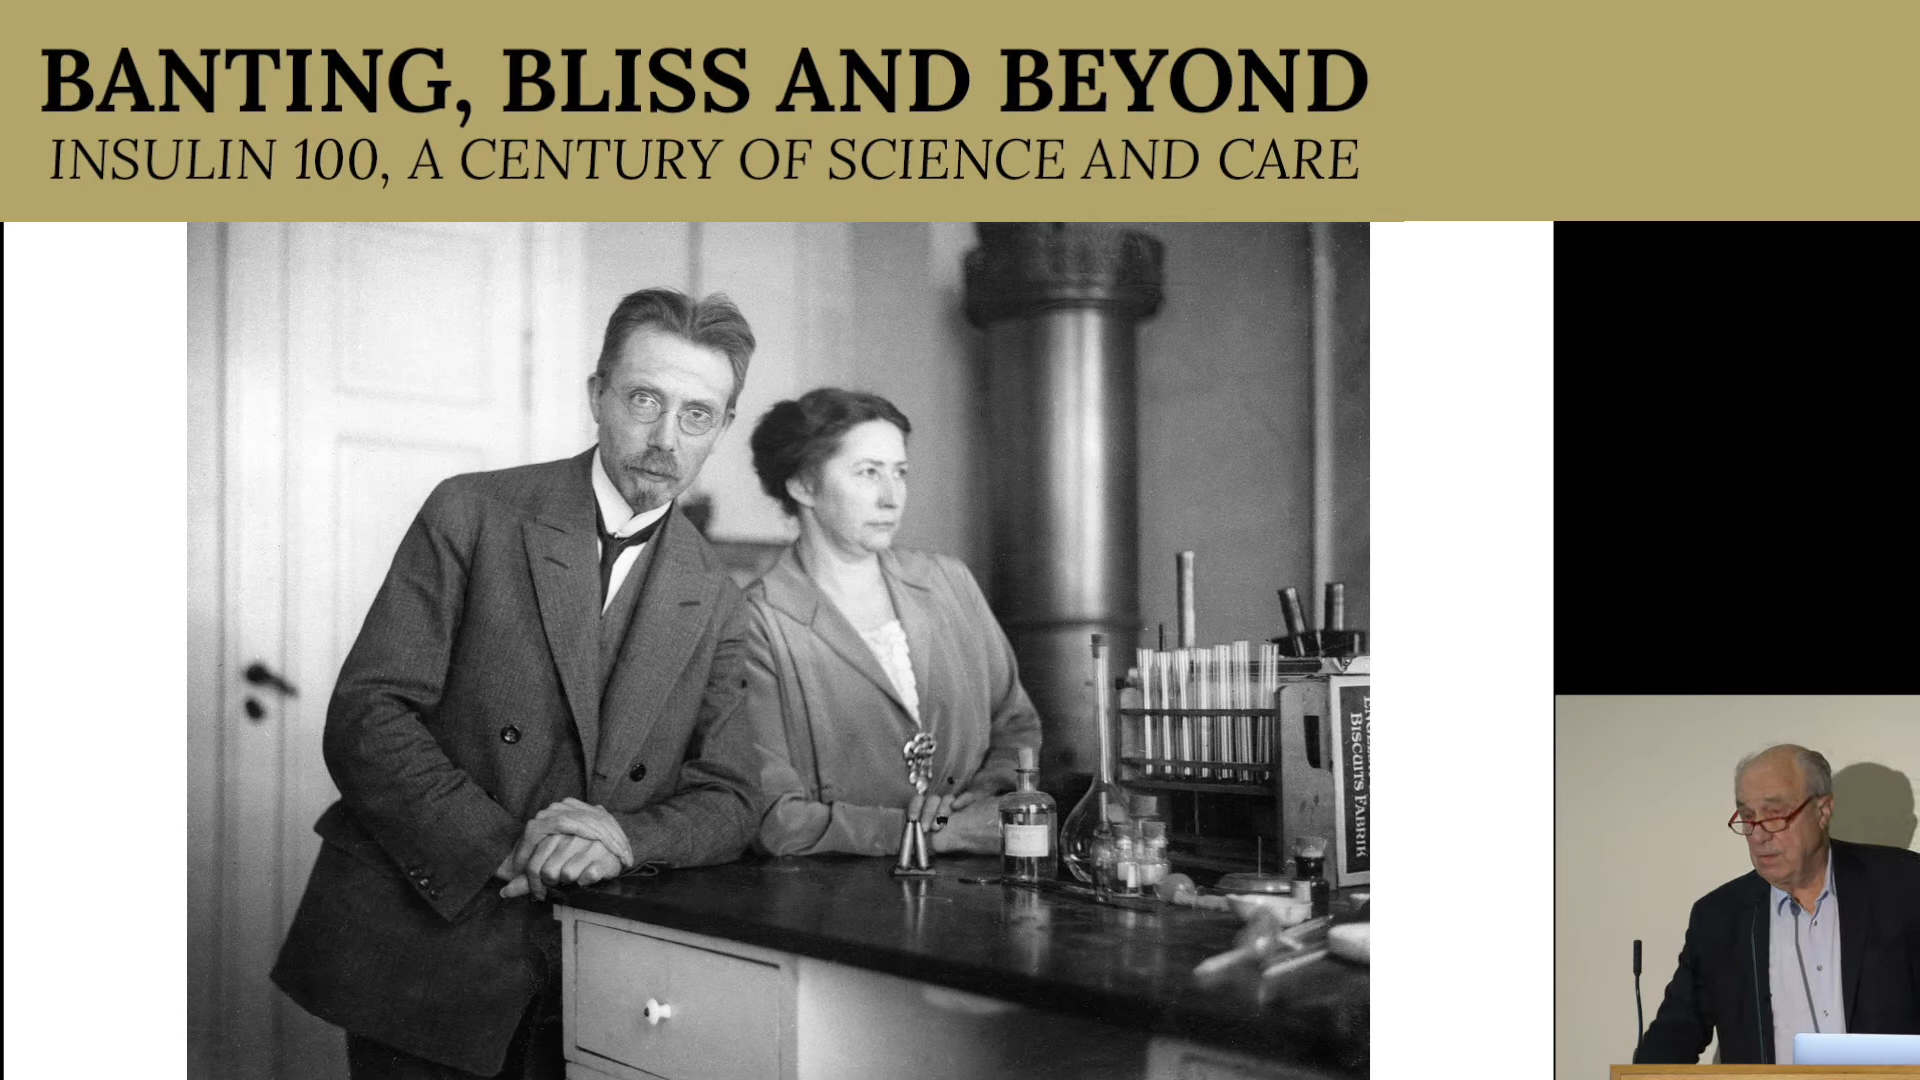 BANTING, BLISS AND BEYOND
INSULIN 100, A CENTURY OF SCIENCE AND CARE
BISCUITS FABRIK